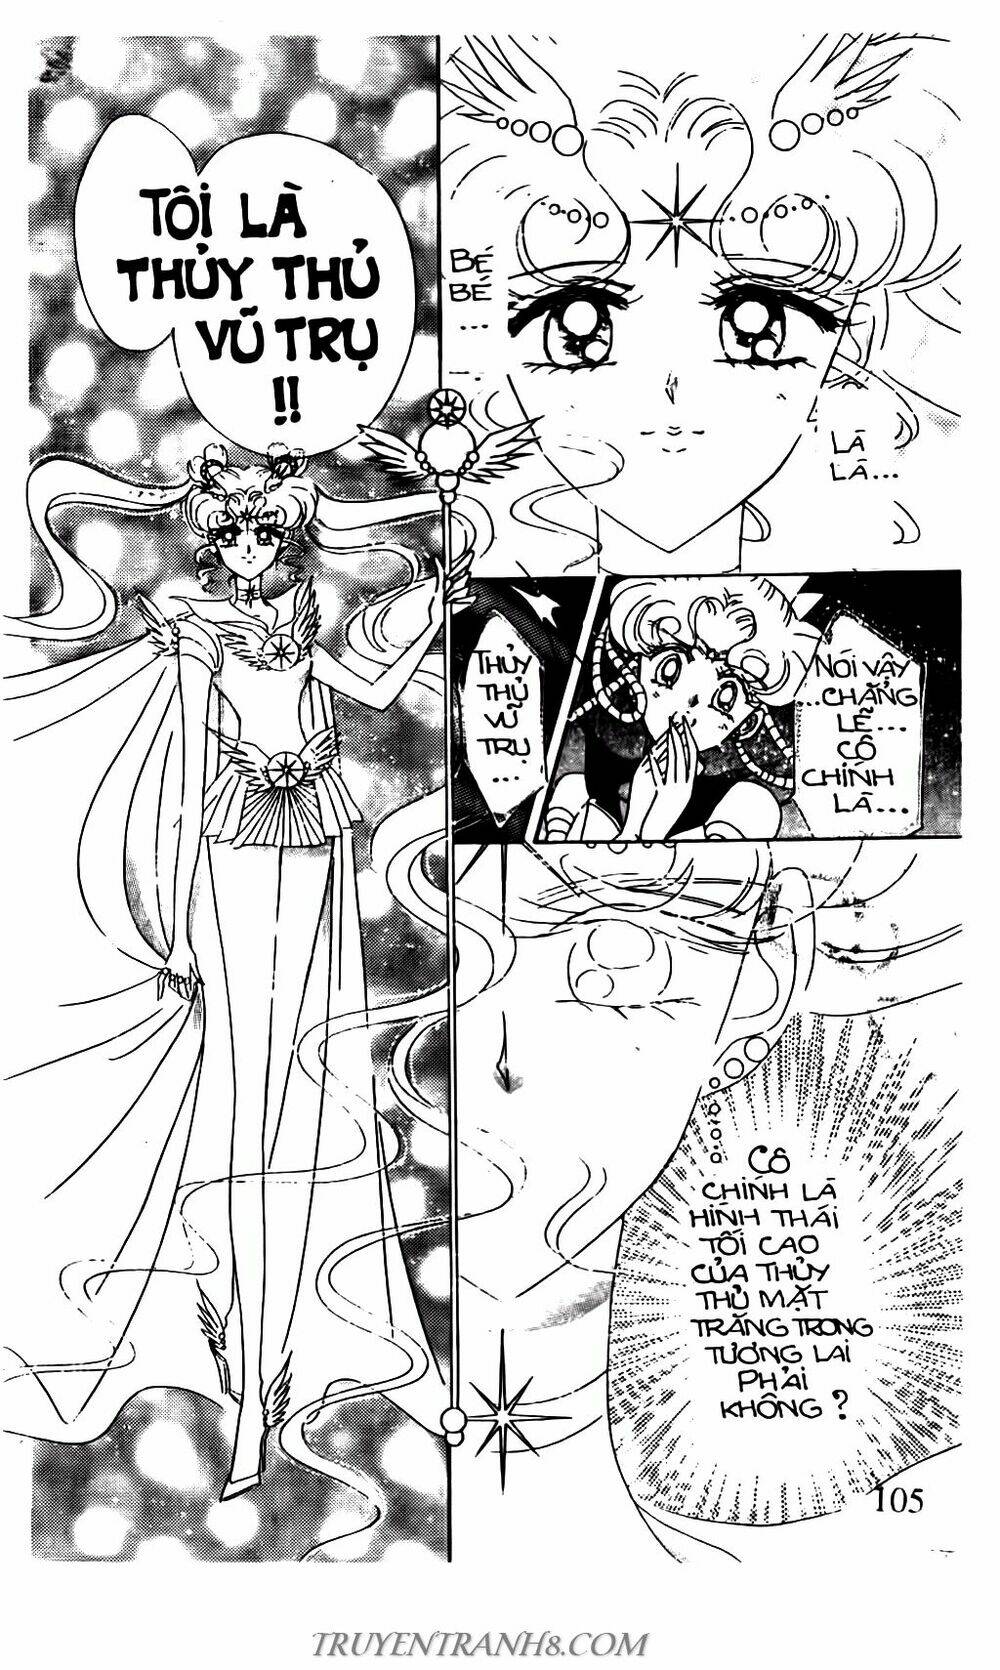 BÉ
BÉ
...
LÀ
LÀ...
TÔI LÀ
THỦY THỦ
VŨ TRỤ
!!
NÓI VẬY
...CHẲNG
LẼ....
CÔ
CHÍNH
LÀ...
THỦY
THỦ
VŨ
TRỤ
...
CÔ
CHÍNH LÀ
HÌNH THÁI
TỐI CAO
CỦA THỦY
THỦ MẶT
TRĂNG TRONG
TƯƠNG LAI
PHẢI
KHÔNG?
105
TRUYENTRANH8.COM